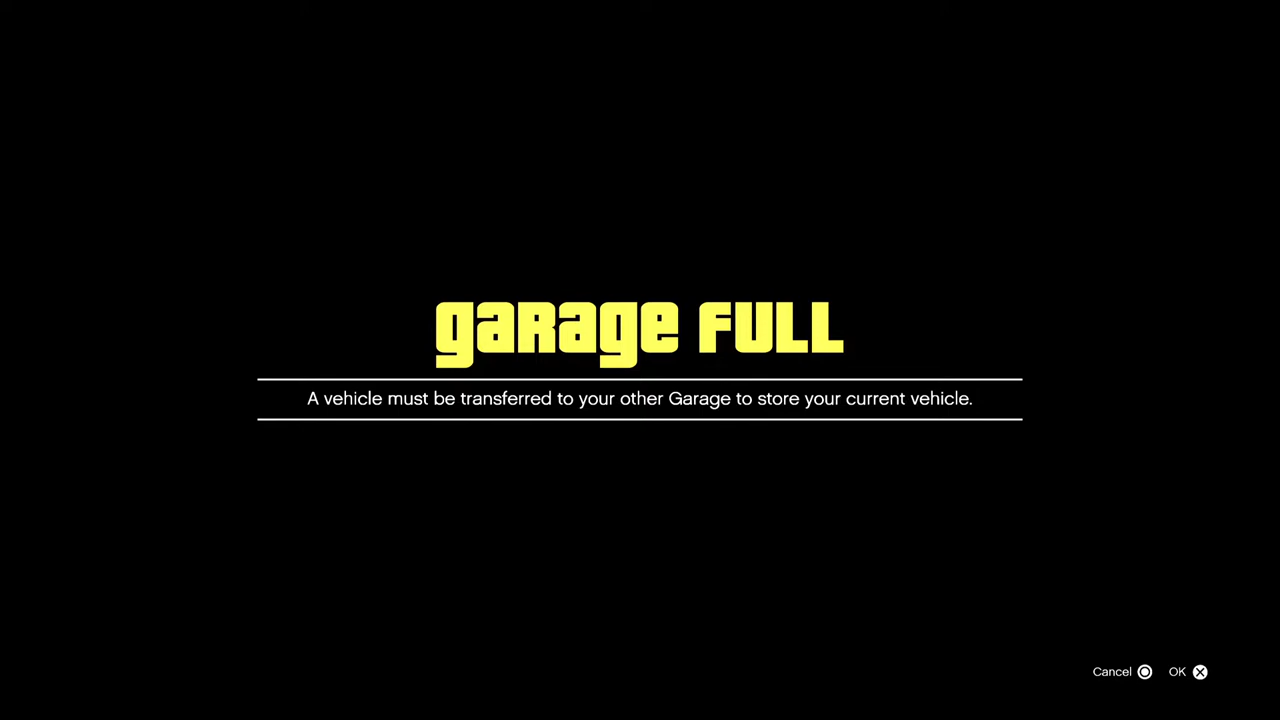 garage FULL
A vehicle must be transferred to your other Garage to store your current vehicle.
Cancel OK